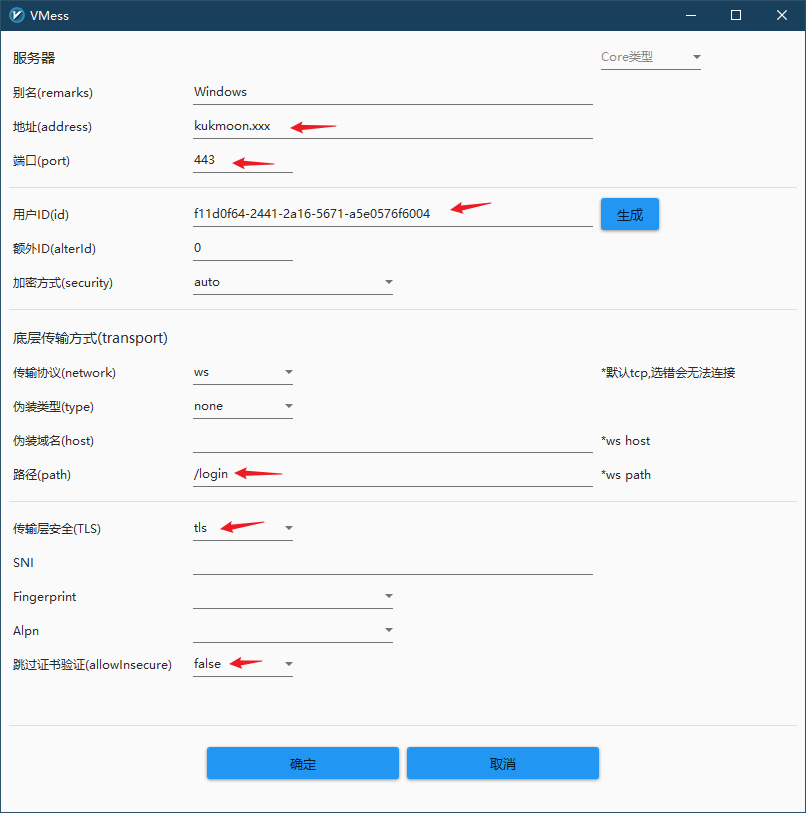 VMess
服务器
Core类型
别名(remarks) Windows
地址(address) kukmoon.xxx
端口(port) 443
用户ID(id) f11d0f64-2441-2a16-5671-a5e0576f6004 生成
额外ID(alterId) 0
加密方式(security) auto
底层传输方式(transport)
传输协议(network) ws *默认tcp,选错会无法连接
伪装类型(type) none
伪装域名(host) *ws host
路径(path) /login *ws path
传输层安全(TLS) tls
SNI
Fingerprint
Alpn
跳过证书验证(allowInsecure) false
确定 取消